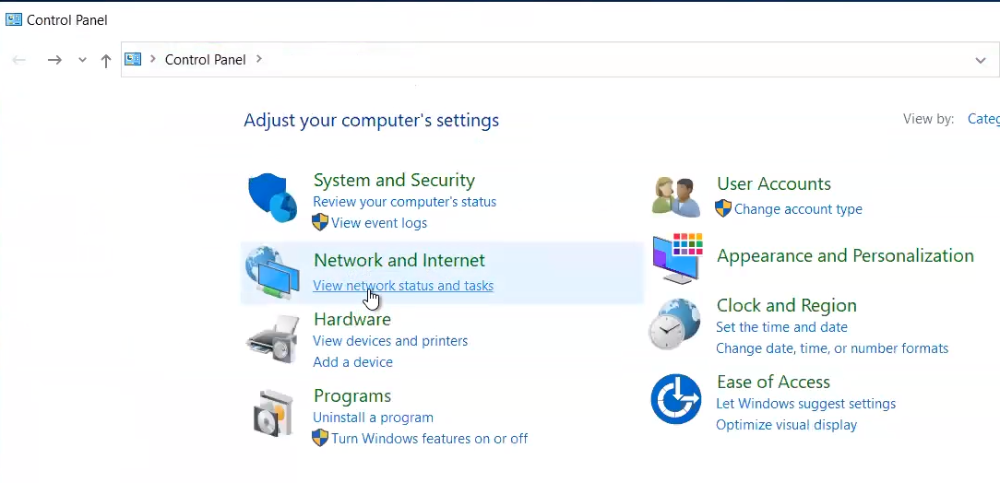 Control Panel
Control Panel
Adjust your computer's settings
View by:
System and Security
Review your computer's status
View event logs
Network and Internet
View network status and tasks
Hardware
View devices and printers
Add a device
Programs
Uninstall a program
Turn Windows features on or off
User Accounts
Change account type
Appearance and Personalization
Clock and Region
Set the time and date
Change date, time, or number formats
Ease of Access
Let Windows suggest settings
Optimize visual display